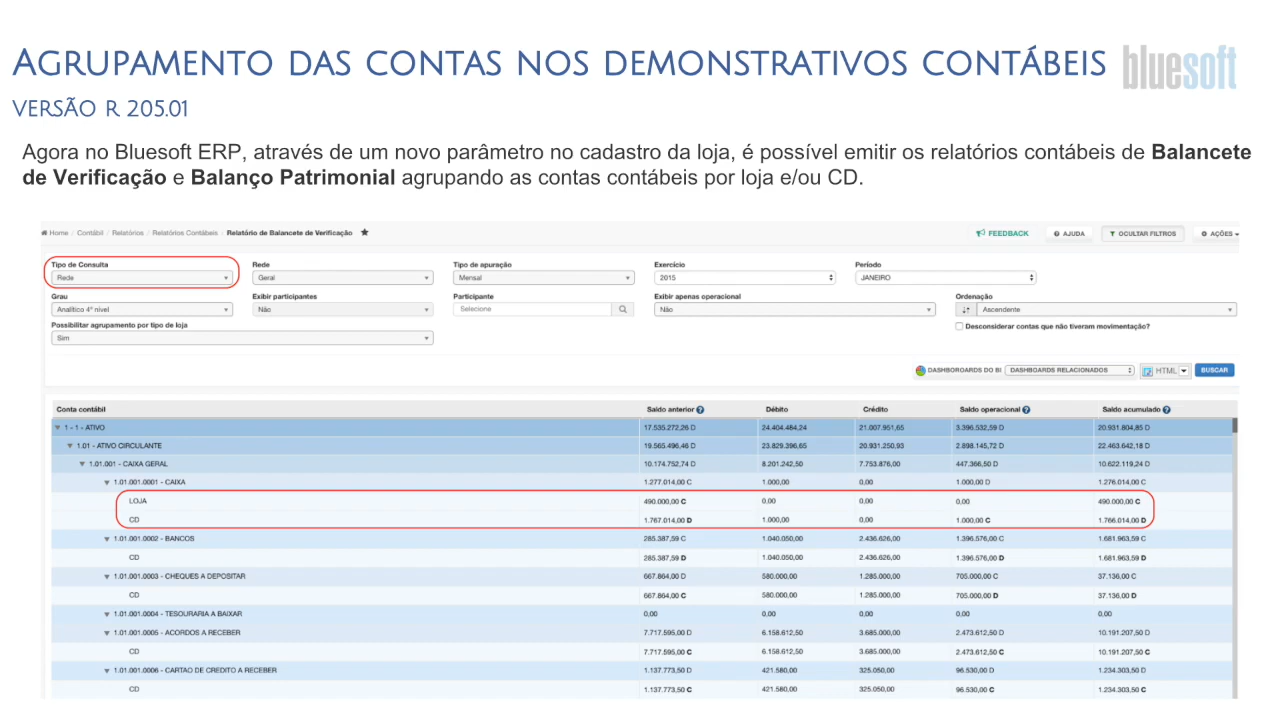 Agrupamento das contas nos demonstrativos contábeis
bluesoft
versão R 205.01
Agora no Bluesoft ERP, através de um novo parâmetro no cadastro da loja, é possível emitir os relatórios contábeis de Balancete
de Verificação e Balanço Patrimonial agrupando as contas contábeis por loja e/ou CD.
Home / Contábil / Relatórios / Relatórios Contábeis / Relatório de Balancete de Verificação ★ FEEDBACK AJUDA OCULTAR FILTROS AÇÕES
Tipo de Consulta Rede Tipo de apuração Exercício Período
Rede Geral Mensal 2015 JANEIRO
Grau Exibir participantes Participante Exibir apenas operacional Ordenação
Analítico 4º nível Não Selecione Não Ascendente
Possibilitar agrupamento por tipo de loja Desconsiderar contas que não tiveram movimentação?
Sim
DASHBOROARDS DO BI DASHBOARDS RELACIONADOS HTML BUSCAR
Conta contábil Saldo anterior Débito Crédito Saldo operacional Saldo acumulado
1 - 1 - ATIVO 17.535.272,26 D 24.404.484,24 21.007.951,65 3.396.532,59 D 20.931.804,85 D
1.01 - ATIVO CIRCULANTE 19.565.496,46 D 23.829.396,65 20.931.250,93 2.898.145,72 D 22.463.642,18 D
1.01.001 - CAIXA GERAL 10.174.752,74 D 8.201.242,50 7.753.876,00 447.366,50 D 10.622.119,24 D
1.01.001.0001 - CAIXA 1.277.014,00 C 1.000,00 0,00 1.000,00 D 1.276.014,00 C
LOJA 490.000,00 C 0,00 0,00 0,00 490.000,00 C
CD 1.767.014,00 D 1.000,00 0,00 1.000,00 C 1.766.014,00 D
1.01.001.0002 - BANCOS 285.387,59 C 1.040.050,00 2.436.626,00 1.396.576,00 C 1.681.963,59 C
CD 285.387,59 D 1.040.050,00 2.436.626,00 1.396.576,00 D 1.681.963,59 D
1.01.001.0003 - CHEQUES A DEPOSITAR 667.864,00 D 580.000,00 1.285.000,00 705.000,00 C 37.136,00 C
CD 667.864,00 C 580.000,00 1.285.000,00 705.000,00 D 37.136,00 D
1.01.001.0004 - TESOURARIA A BAIXAR 0,00 0,00 0,00 0,00 0,00
1.01.001.0005 - ACORDOS A RECEBER 7.717.595,00 D 6.158.612,50 3.685.000,00 2.473.612,50 D 10.191.207,50 D
CD 7.717.595,00 C 6.158.612,50 3.685.000,00 2.473.612,50 C 10.191.207,50 C
1.01.001.0006 - CARTAO DE CREDITO A RECEBER 1.137.773,50 D 421.580,00 325.050,00 96.530,00 D 1.234.303,50 D
CD 1.137.773,50 C 421.580,00 325.050,00 96.530,00 C 1.234.303,50 C